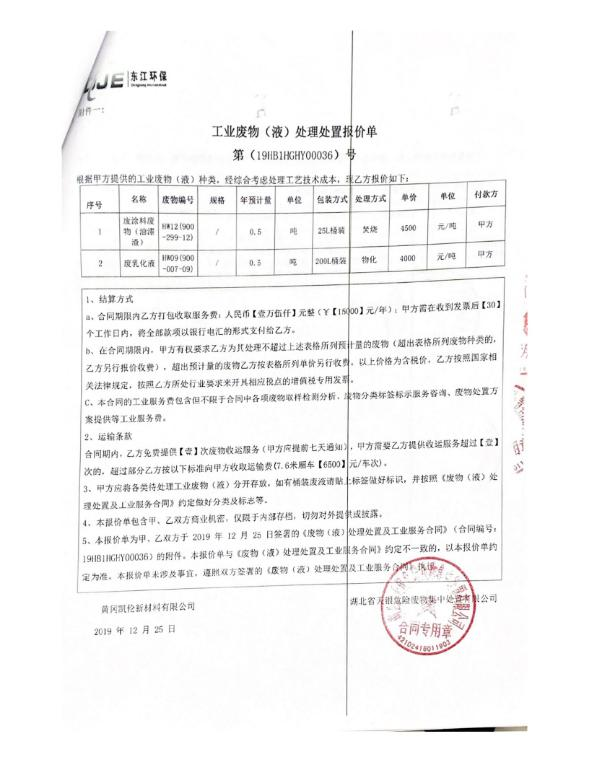 DJE 东江环保
附件一:
工业废物（液）处理处置报价单
第（19HB1HGHY00036）号
根据甲方提供的工业废物（液）种类，经综合考虑处理工艺技术成本，现乙方报价如下：
序号 名称 废物编号 规格 年预计量 单位 包装方式 处理方式 单价 单位 付款方
1 废涂料废物（油漆渣） HW12(900-299-12) / 0.5 吨 25L桶装 焚烧 4500 元/吨 甲方
2 废乳化液 HW09(900-007-09) / 0.5 吨 200L桶装 物化 4000 元/吨 甲方
1、结算方式
a、合同期限内乙方打包收取服务费：人民币【壹万伍仟】元整（￥【15000】元/年）；甲方需在收到发票后【30】
个工作日内，将全部款项以银行电汇的形式支付给乙方。
b、在合同期限内，甲方有权要求乙方为其处理不超过上述表格所列预计量的废物（超出表格所列废物种类的，
乙方另行报价收费），超出预计量的废物乙方按表格所列单价另行收费。以上价格为含税价，乙方按照国家相
关法律规定，按照乙方所处行业要求来开具相应税点的增值税专用发票。
C、本合同的工业服务费包含但不限于合同中各项废物取样检测分析、废物分类标签标示服务咨询、废物处置方
案提供等工业服务费。
2、运输条款
合同期内，乙方免费提供【壹】次废物收运服务（甲方应提前七天通知），甲方需要乙方提供收运服务超过【壹】
次的，超过部分乙方按以下标准向甲方收取运输费(7.6米厢车【6500】元/车次)。
3、甲方应将各类待处理工业废物（液）分开存放，如有桶装废液请贴上标签做好标识，并按照《废物（液）处
理处置及工业服务合同》约定做好分类及标志等。
4、本报价单包含甲、乙双方商业机密，仅限于内部存档，切勿对外提供或披露。
5、本报价单为甲、乙双方于 2019 年 12 月 25 日签署的《废物（液）处理处置及工业服务合同》（合同编号：
19HB1HGHY00036）的附件。本报价单与《废物（液）处理处置及工业服务合同》约定不一致的，以本报价单约
定为准。本报价单未涉及事宜，遵照双方签署的《废物（液）处理处置及工业服务合同》执行。
黄冈凯伦新材料有限公司 湖北省天银危险废物集中处置有限公司
2019 年 12 月 25 日
合同专用章
42102418011903